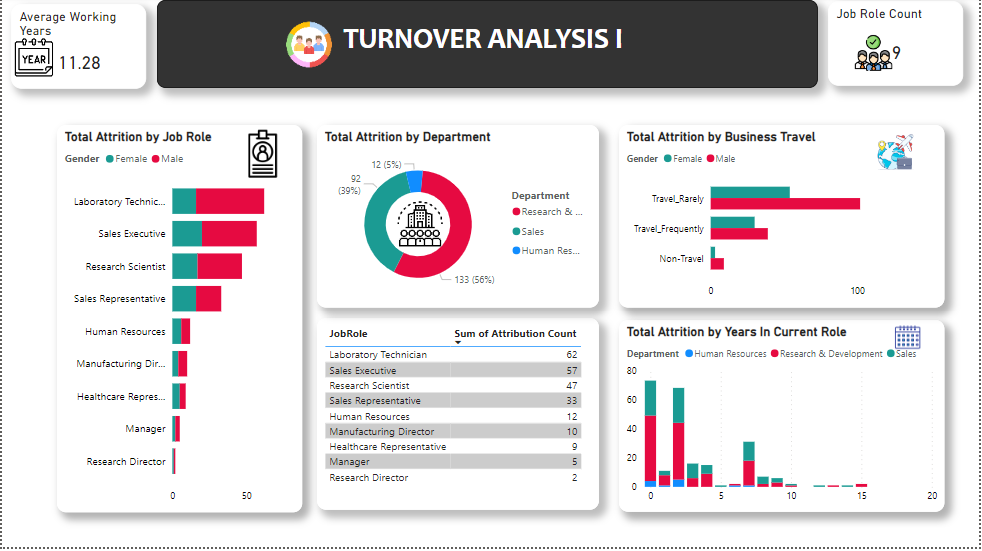 Average Working
Years
YEAR
11.28
TURNOVER ANALYSIS I
Job Role Count
9
Total Attrition by Job Role
Gender Female Male
Laboratory Technic...
Sales Executive
Research Scientist
Sales Representative
Human Resources
Manufacturing Dir...
Healthcare Repres...
Manager
Research Director
0 50
Total Attrition by Department
12 (5%)
92
(39%)
133 (56%)
Department
Research & ...
Sales
Human Res...
Total Attrition by Business Travel
Gender Female Male
Travel_Rarely
Travel_Frequently
Non-Travel
0 100
JobRole Sum of Attribution Count
Laboratory Technician 62
Sales Executive 57
Research Scientist 47
Sales Representative 33
Human Resources 12
Manufacturing Director 10
Healthcare Representative 9
Manager 5
Research Director 2
Total Attrition by Years In Current Role
Department Human Resources Research & Development Sales
80
60
40
20
0
0 5 10 15 20